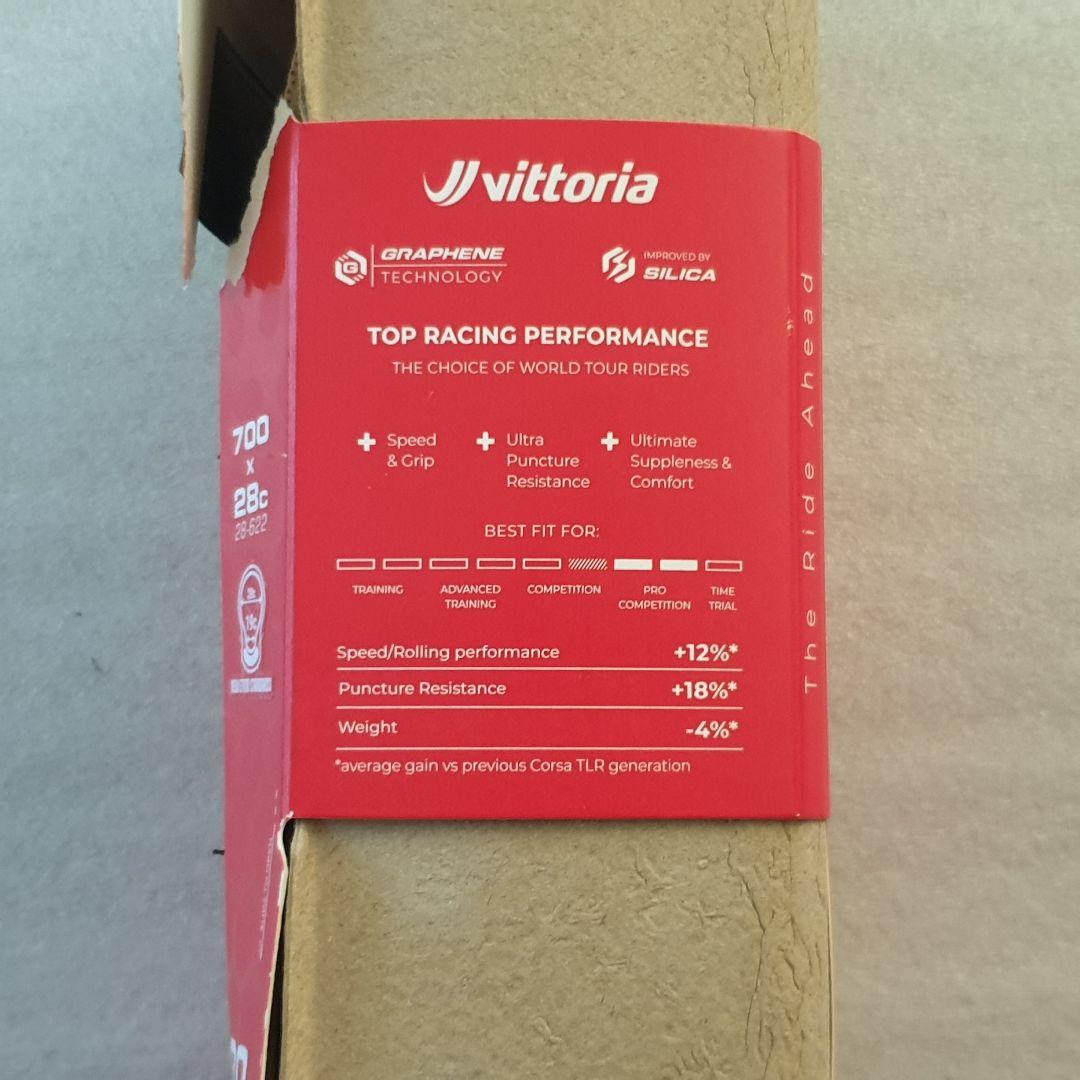 vittoria
GRAPHENE
TECHNOLOGY
IMPROVED BY
SILICA
TOP RACING PERFORMANCE
THE CHOICE OF WORLD TOUR RIDERS
+ Speed
& Grip
+ Ultra
Puncture
Resistance
+ Ultimate
Suppleness &
Comfort
BEST FIT FOR:
TRAINING
ADVANCED
TRAINING
COMPETITION
PRO
COMPETITION
TIME
TRIAL
Speed/Rolling performance +12%*
Puncture Resistance +18%*
Weight -4%*
*average gain vs previous Corsa TLR generation
The Ride Ahead
700
x
28c
28-622